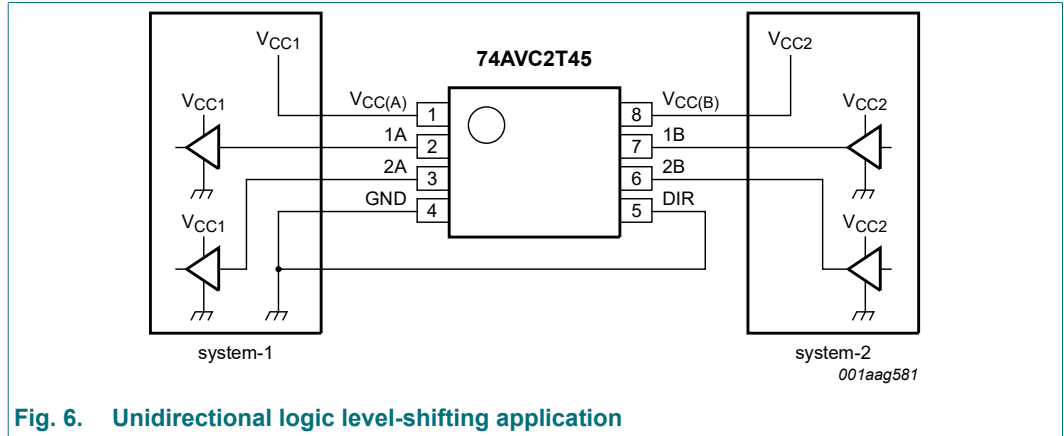 VCC1
74AVC2T45
VCC2
VCC1
VCC(A)
1
8
VCC(B)
VCC2
1A
2
7
1B
2A
3
6
2B
GND
4
5
DIR
VCC1
VCC2
system-1
system-2
001aag581
Fig. 6. Unidirectional logic level-shifting application